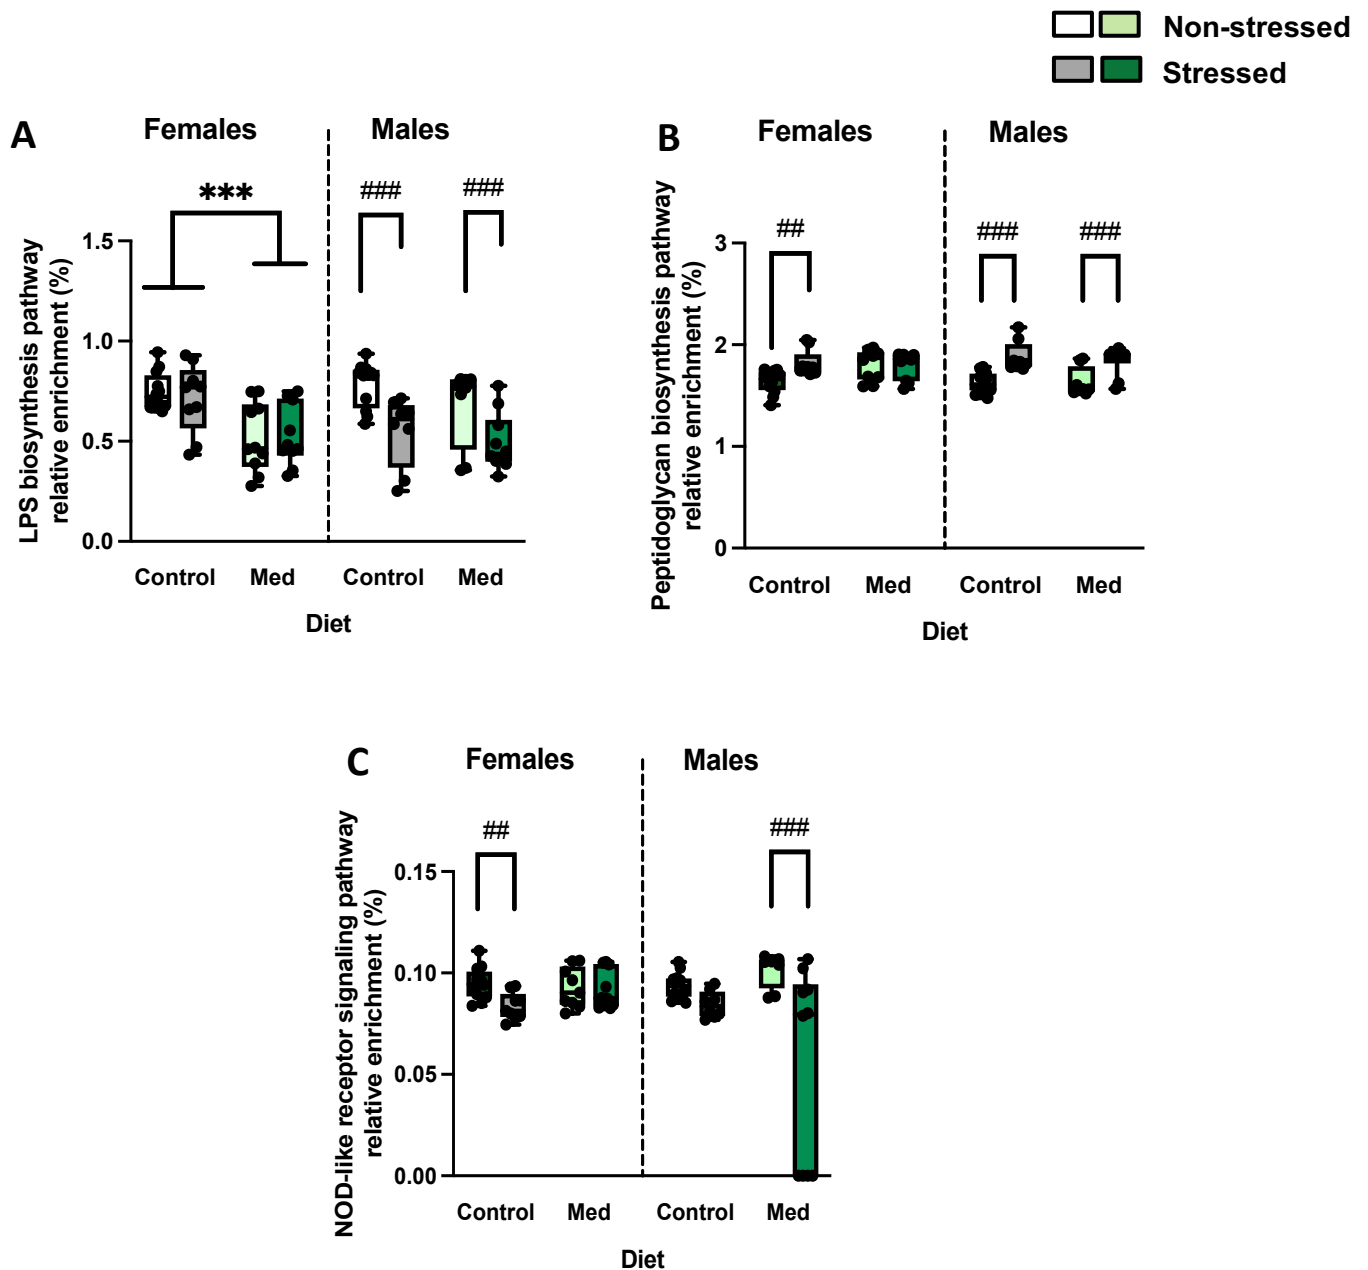 Non-stressed
Stressed
A
Females
Males
***
###
###
LPS biosynthesis pathway
relative enrichment (%)
1.5
1.0
0.5
0.0
Control
Med
Control
Med
Diet
B
Females
Males
##
###
###
Peptidoglycan biosynthesis pathway
relative enrichment (%)
3
2
1
0
Control
Med
Control
Med
Diet
C
Females
Males
##
###
NOD-like receptor signaling pathway
relative enrichment (%)
0.15
0.10
0.05
0.00
Control
Med
Control
Med
Diet